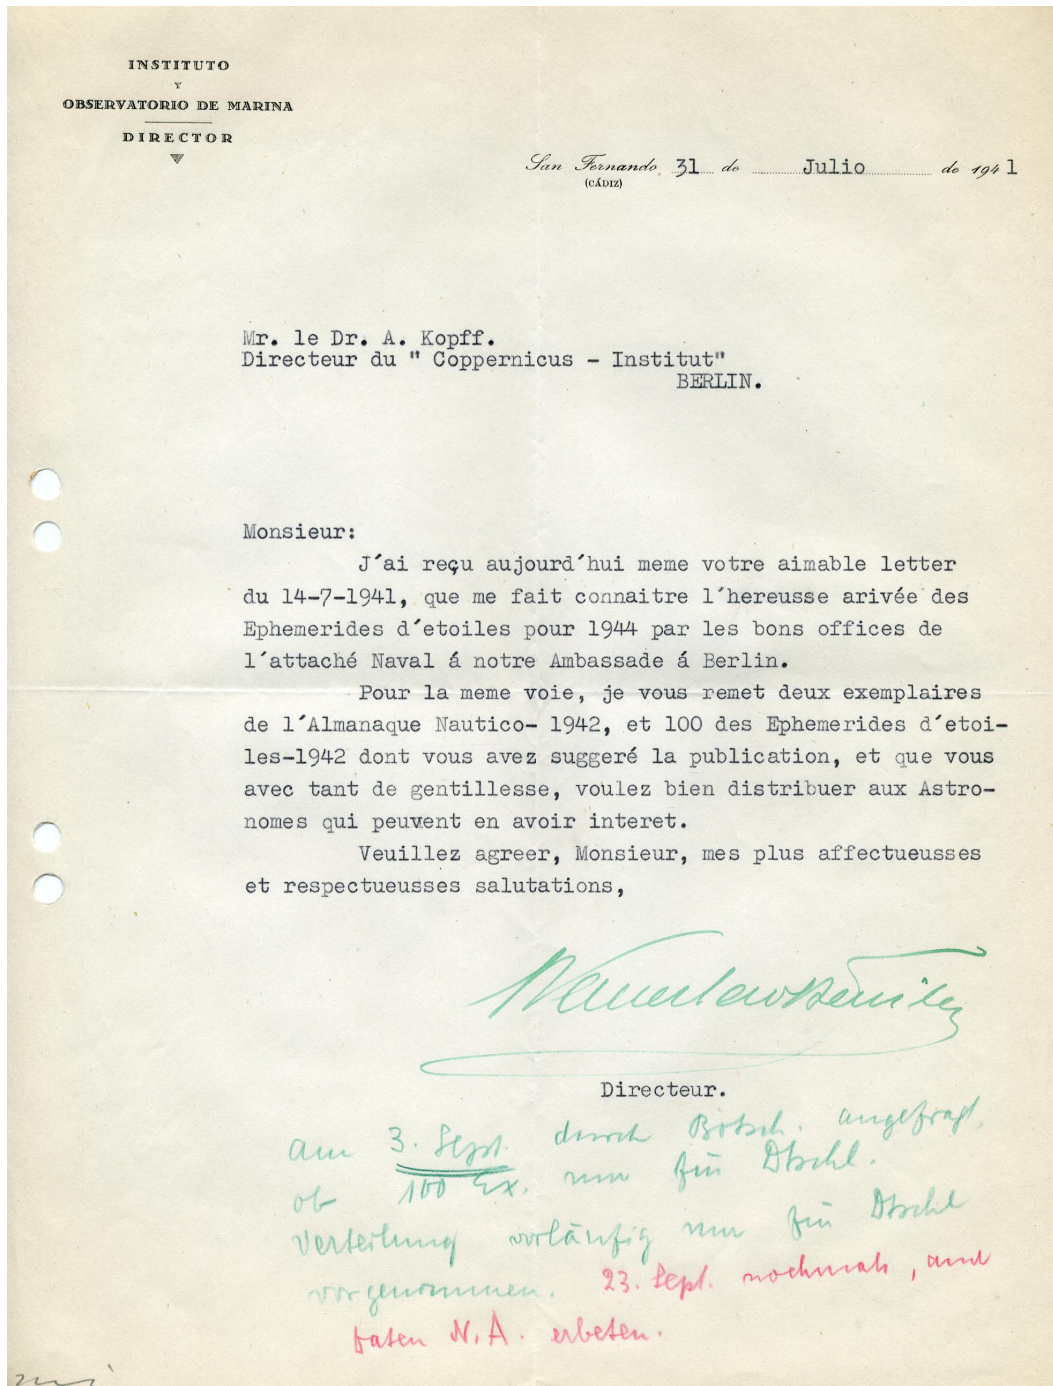 INSTITUTO
Y
OBSERVATORIO DE MARINA
DIRECTOR
San Fernando, 31 de Julio de 1941
(CÁDIZ)
Mr. le Dr. A. Kopff.
Directeur du " Coppernicus - Institut"
BERLIN.
Monsieur:
J´ai reçu aujourd´hui meme votre aimable letter
du 14-7-1941, que me fait connaitre l´hereusse arivée des
Ephemerides d´etoiles pour 1944 par les bons offices de
l´attaché Naval á notre Ambassade á Berlin.
Pour la meme voie, je vous remet deux exemplaires
de l´Almanaque Nautico- 1942, et 100 des Ephemerides d´etoi-
les-1942 dont vous avez suggeré la publication, et que vous
avec tant de gentillesse, voulez bien distribuer aux Astro-
nomes qui peuvent en avoir interet.
Veuillez agreer, Monsieur, mes plus affectueusses
et respectueusses salutations,
Directeur.
am 3. Sept. durch Botsch. angefragt,
ob 100 Ex. nur für Dtschl.
Verteilung vorläufig nur für Dtschl
vorgenommen. 23. Sept. nochmals, und
Daten N.A. erbeten.